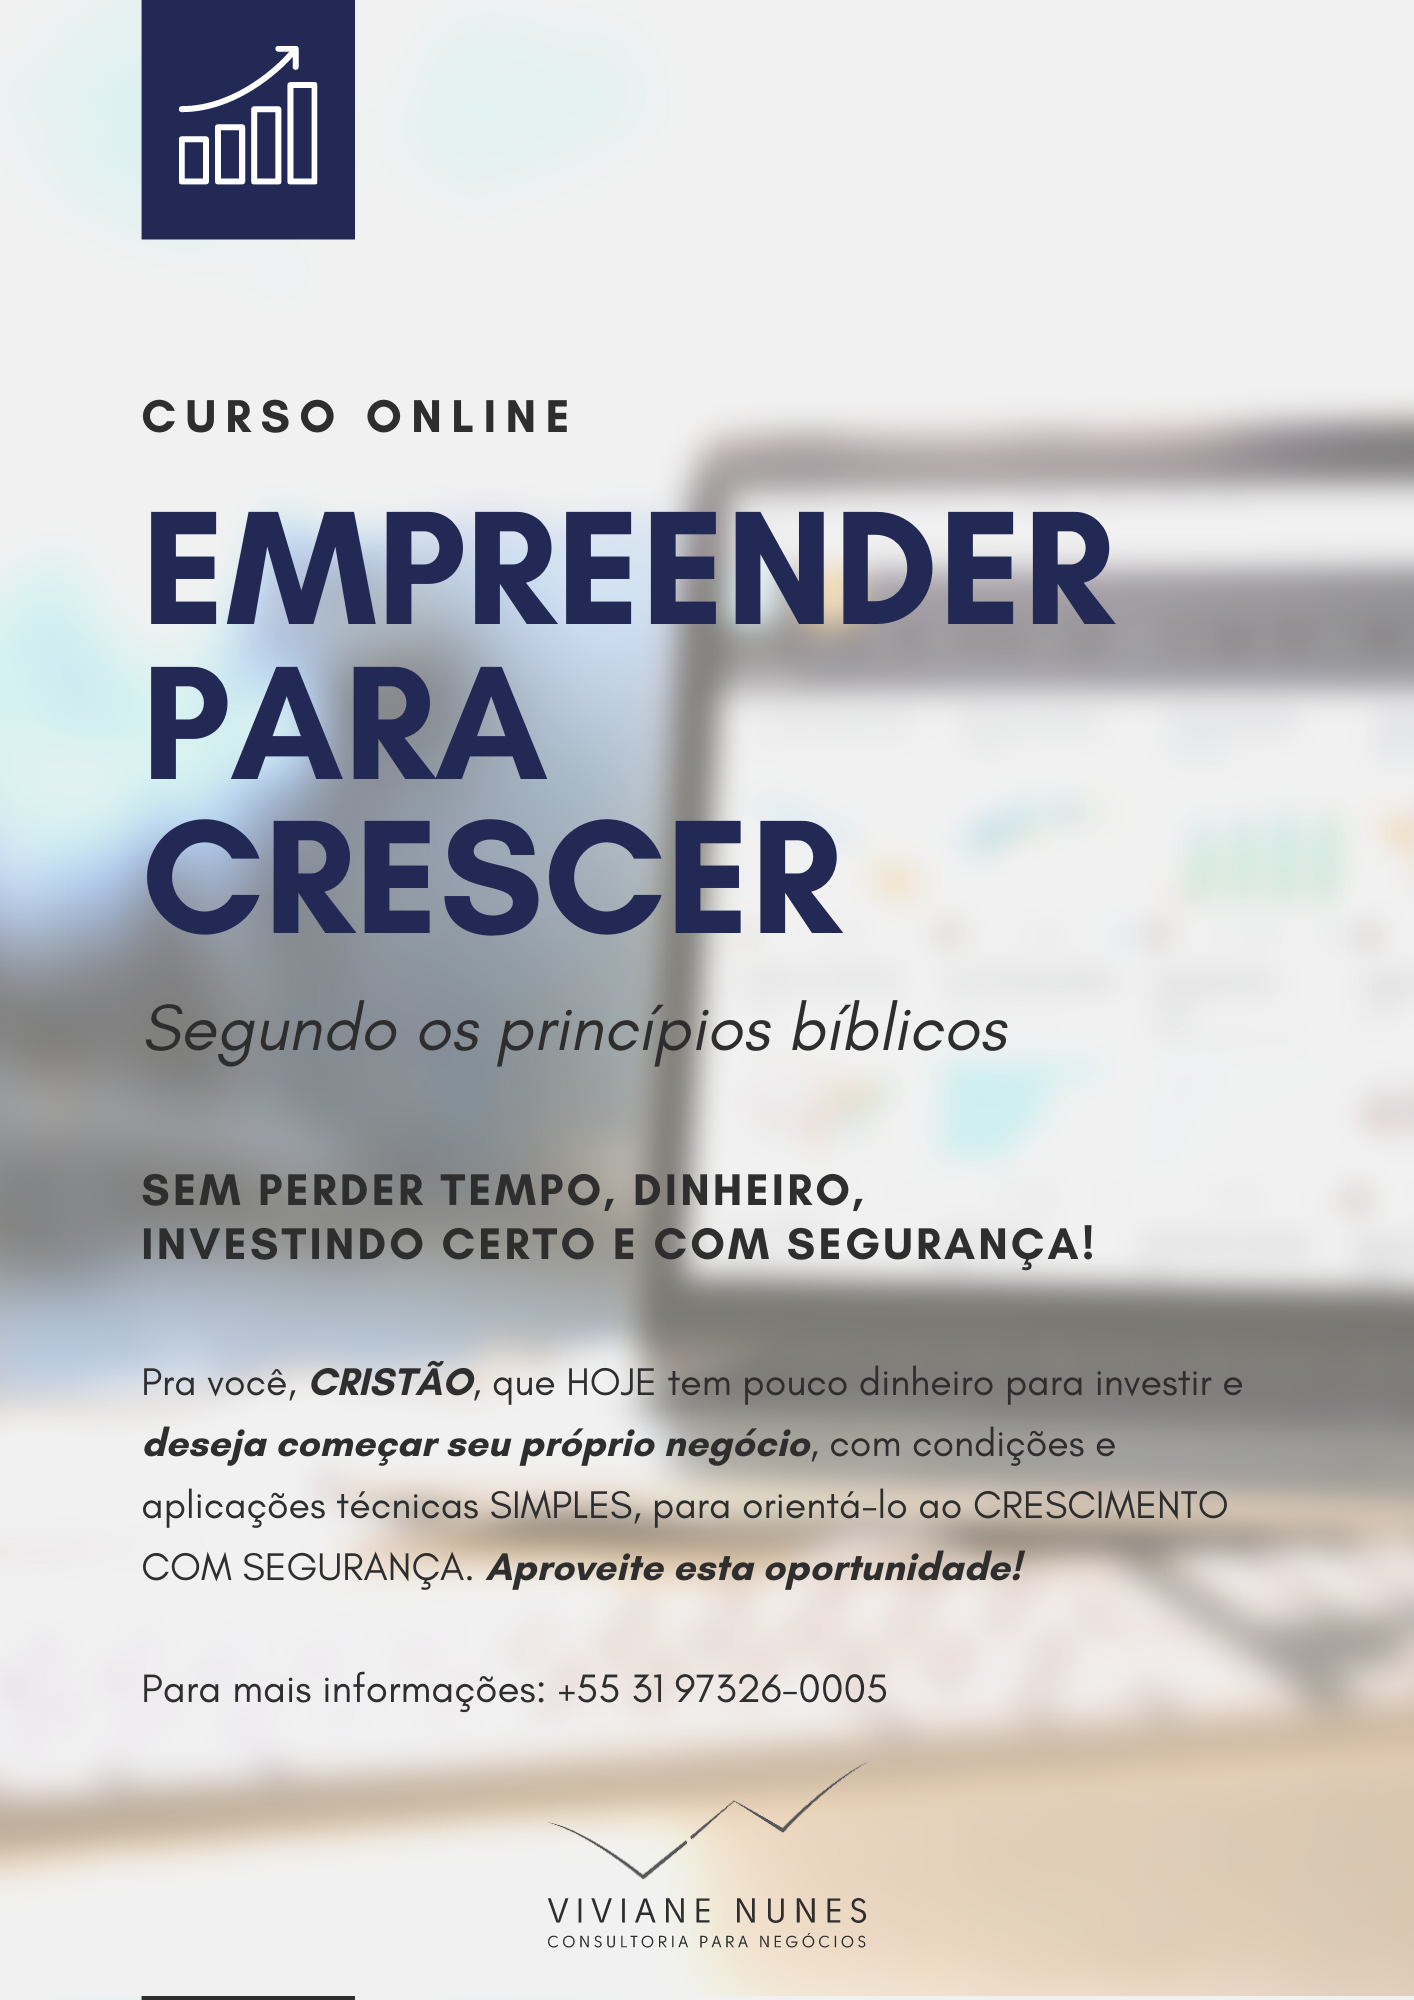 CURSO ONLINE
EMPREENDER
PARA
CRESCER
Segundo os princípios bíblicos
SEM PERDER TEMPO, DINHEIRO,
INVESTINDO CERTO E COM SEGURANÇA!
Pra você, CRISTÃO, que HOJE tem pouco dinheiro para investir e
deseja começar seu próprio negócio, com condições e
aplicações técnicas SIMPLES, para orientá-lo ao CRESCIMENTO
COM SEGURANÇA. Aproveite esta oportunidade!
Para mais informações: +55 31 97326-0005
VIVIANE NUNES
CONSULTORIA PARA NEGÓCIOS